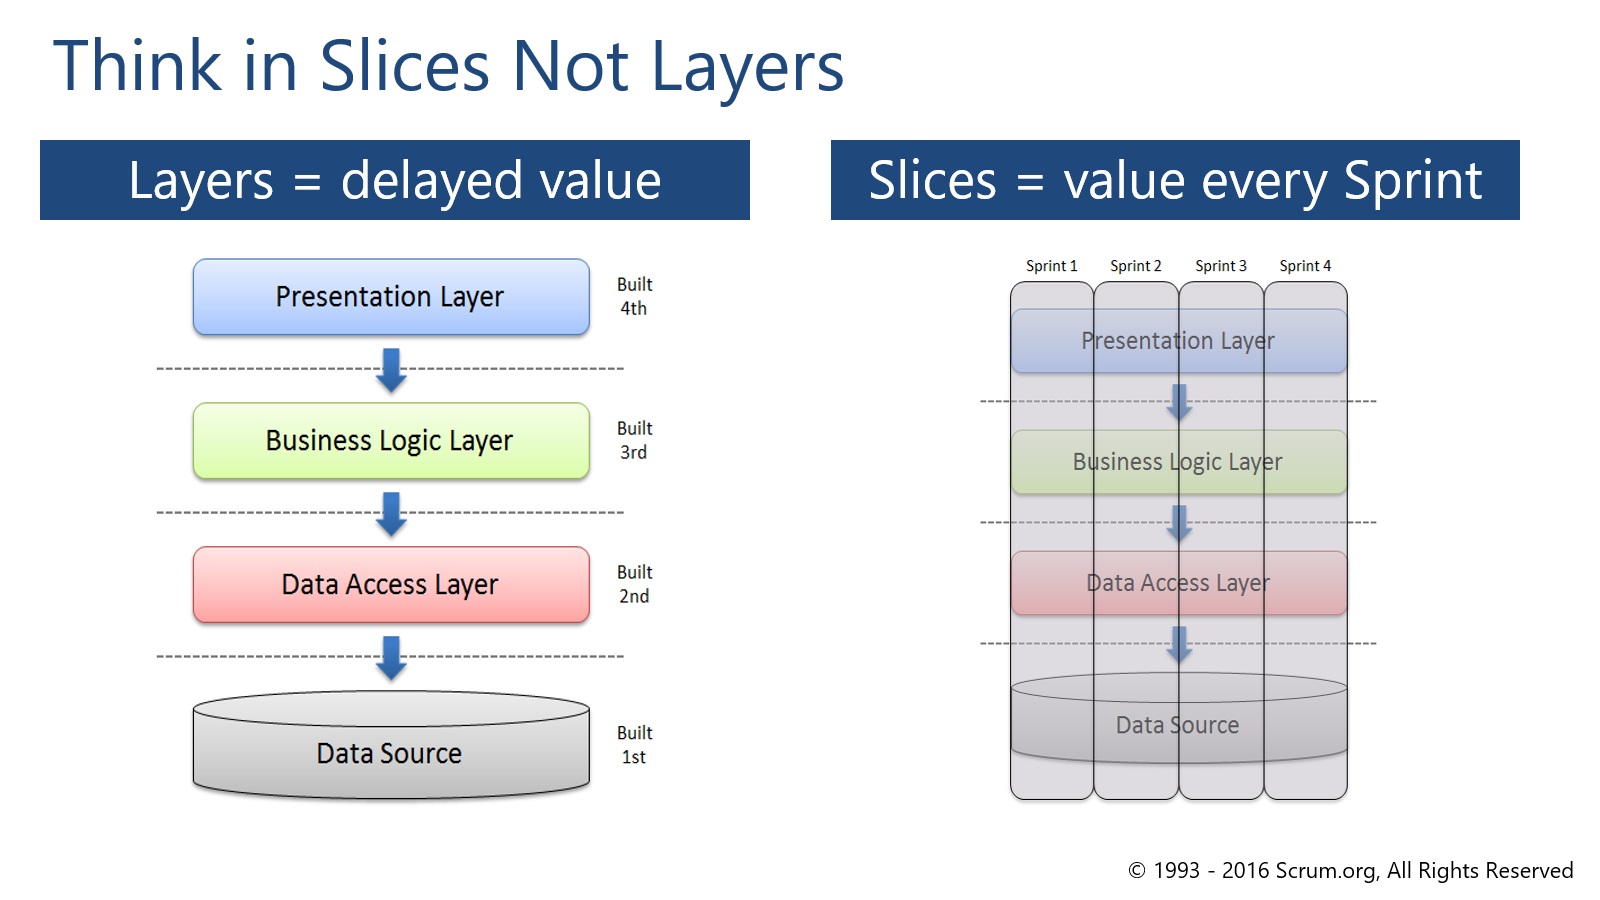 Think in Slices Not Layers
Layers = delayed value
Presentation Layer
Built
4th
Business Logic Layer
Built
3rd
Data Access Layer
Built
2nd
Data Source
Built
1st
Slices = value every Sprint
Sprint 1
Sprint 2
Sprint 3
Sprint 4
Presentation Layer
Business Logic Layer
Data Access Layer
Data Source
© 1993 - 2016 Scrum.org, All Rights Reserved